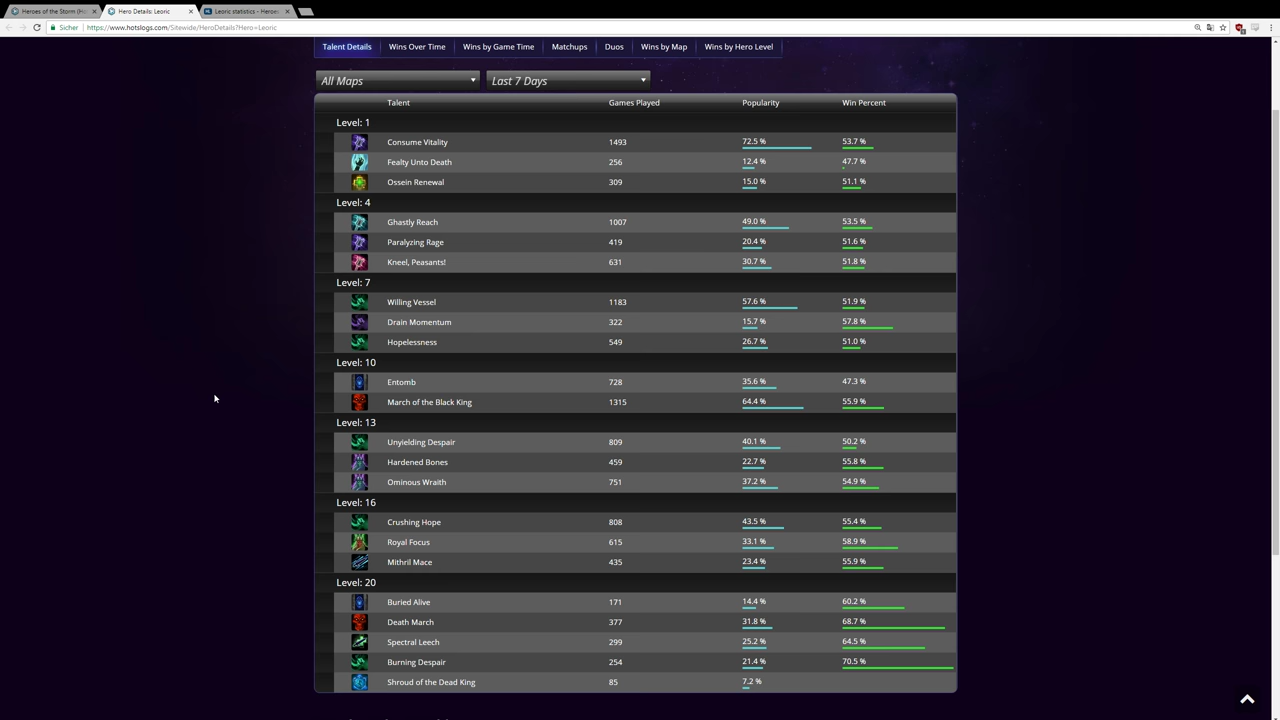 Heroes of the Storm (H
Hero Details: Leoric
Leoric statistics - Heroes
Sicher
https://www.hotslogs.com/Sitewide/HeroDetails?Hero=Leoric
Talent Details Wins Over Time Wins by Game Time Matchups Duos Wins by Map Wins by Hero Level
All Maps Last 7 Days
Talent Games Played Popularity Win Percent
Level: 1
Consume Vitality 1493 72.5 % 53.7 %
Fealty Unto Death 256 12.4 % 47.7 %
Ossein Renewal 309 15.0 % 51.1 %
Level: 4
Ghastly Reach 1007 49.0 % 53.5 %
Paralyzing Rage 419 20.4 % 51.6 %
Kneel, Peasants! 631 30.7 % 51.8 %
Level: 7
Willing Vessel 1183 57.6 % 51.9 %
Drain Momentum 322 15.7 % 57.8 %
Hopelessness 549 26.7 % 51.0 %
Level: 10
Entomb 728 35.6 % 47.3 %
March of the Black King 1315 64.4 % 55.9 %
Level: 13
Unyielding Despair 809 40.1 % 50.2 %
Hardened Bones 459 22.7 % 55.8 %
Ominous Wraith 751 37.2 % 54.9 %
Level: 16
Crushing Hope 808 43.5 % 55.4 %
Royal Focus 615 33.1 % 58.9 %
Mithril Mace 435 23.4 % 55.9 %
Level: 20
Buried Alive 171 14.4 % 60.2 %
Death March 377 31.8 % 68.7 %
Spectral Leech 299 25.2 % 64.5 %
Burning Despair 254 21.4 % 70.5 %
Shroud of the Dead King 85 7.2 %